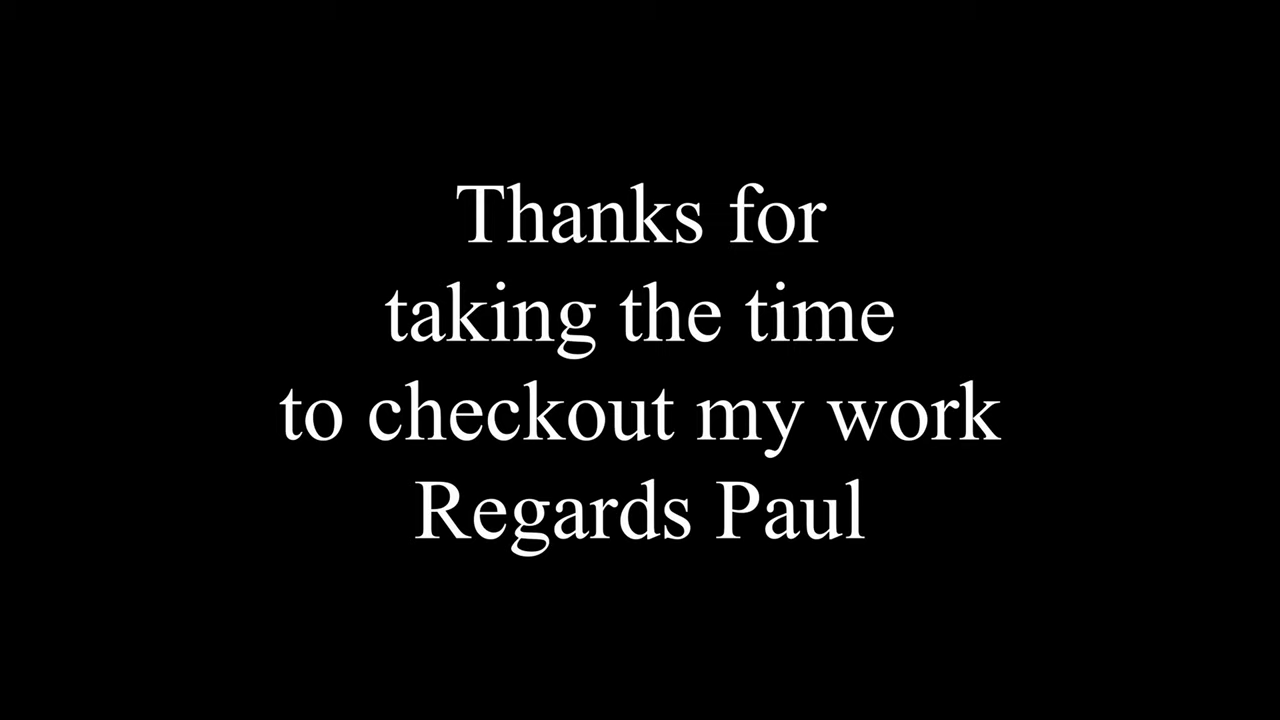 Thanks for
taking the time
to checkout my work
Regards Paul